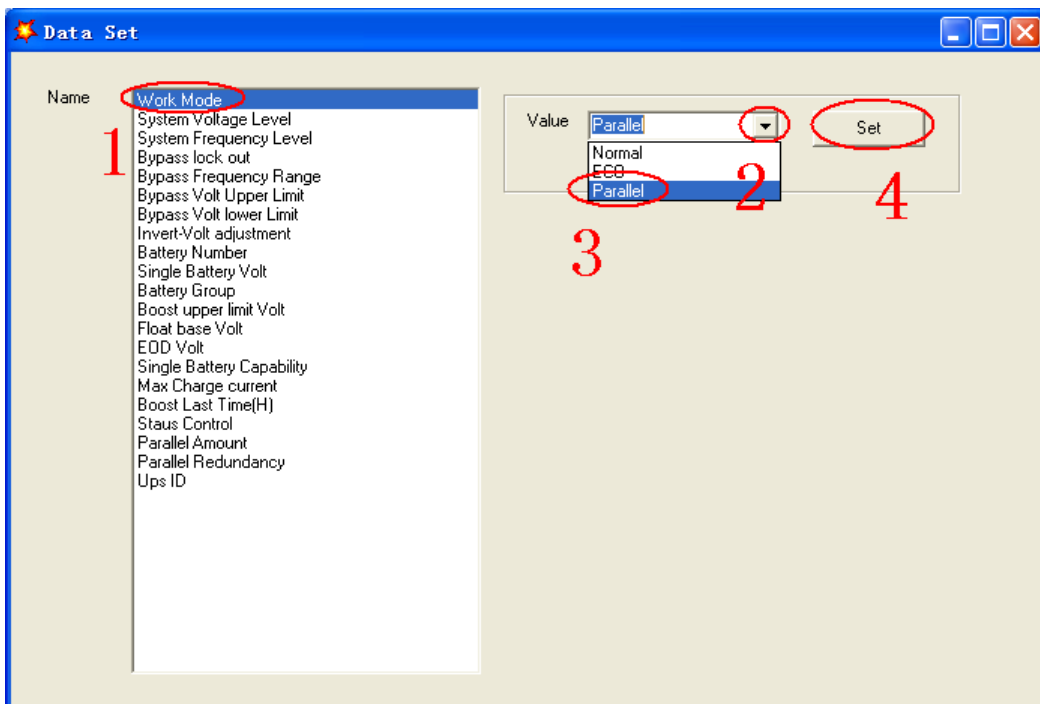 Data Set
Name
Work Mode
System Voltage Level
System Frequency Level
Bypass lock out
Bypass Frequency Range
Bypass Volt Upper Limit
Bypass Volt lower Limit
Invert-Volt adjustment
Battery Number
Single Battery Volt
Battery Group
Boost upper limit Volt
Float base Volt
EOD Volt
Single Battery Capability
Max Charge current
Boost Last Time(H)
Staus Control
Parallel Amount
Parallel Redundancy
Ups ID
1
Value
Parallel
Normal
ECO
Parallel
2
3
Set
4